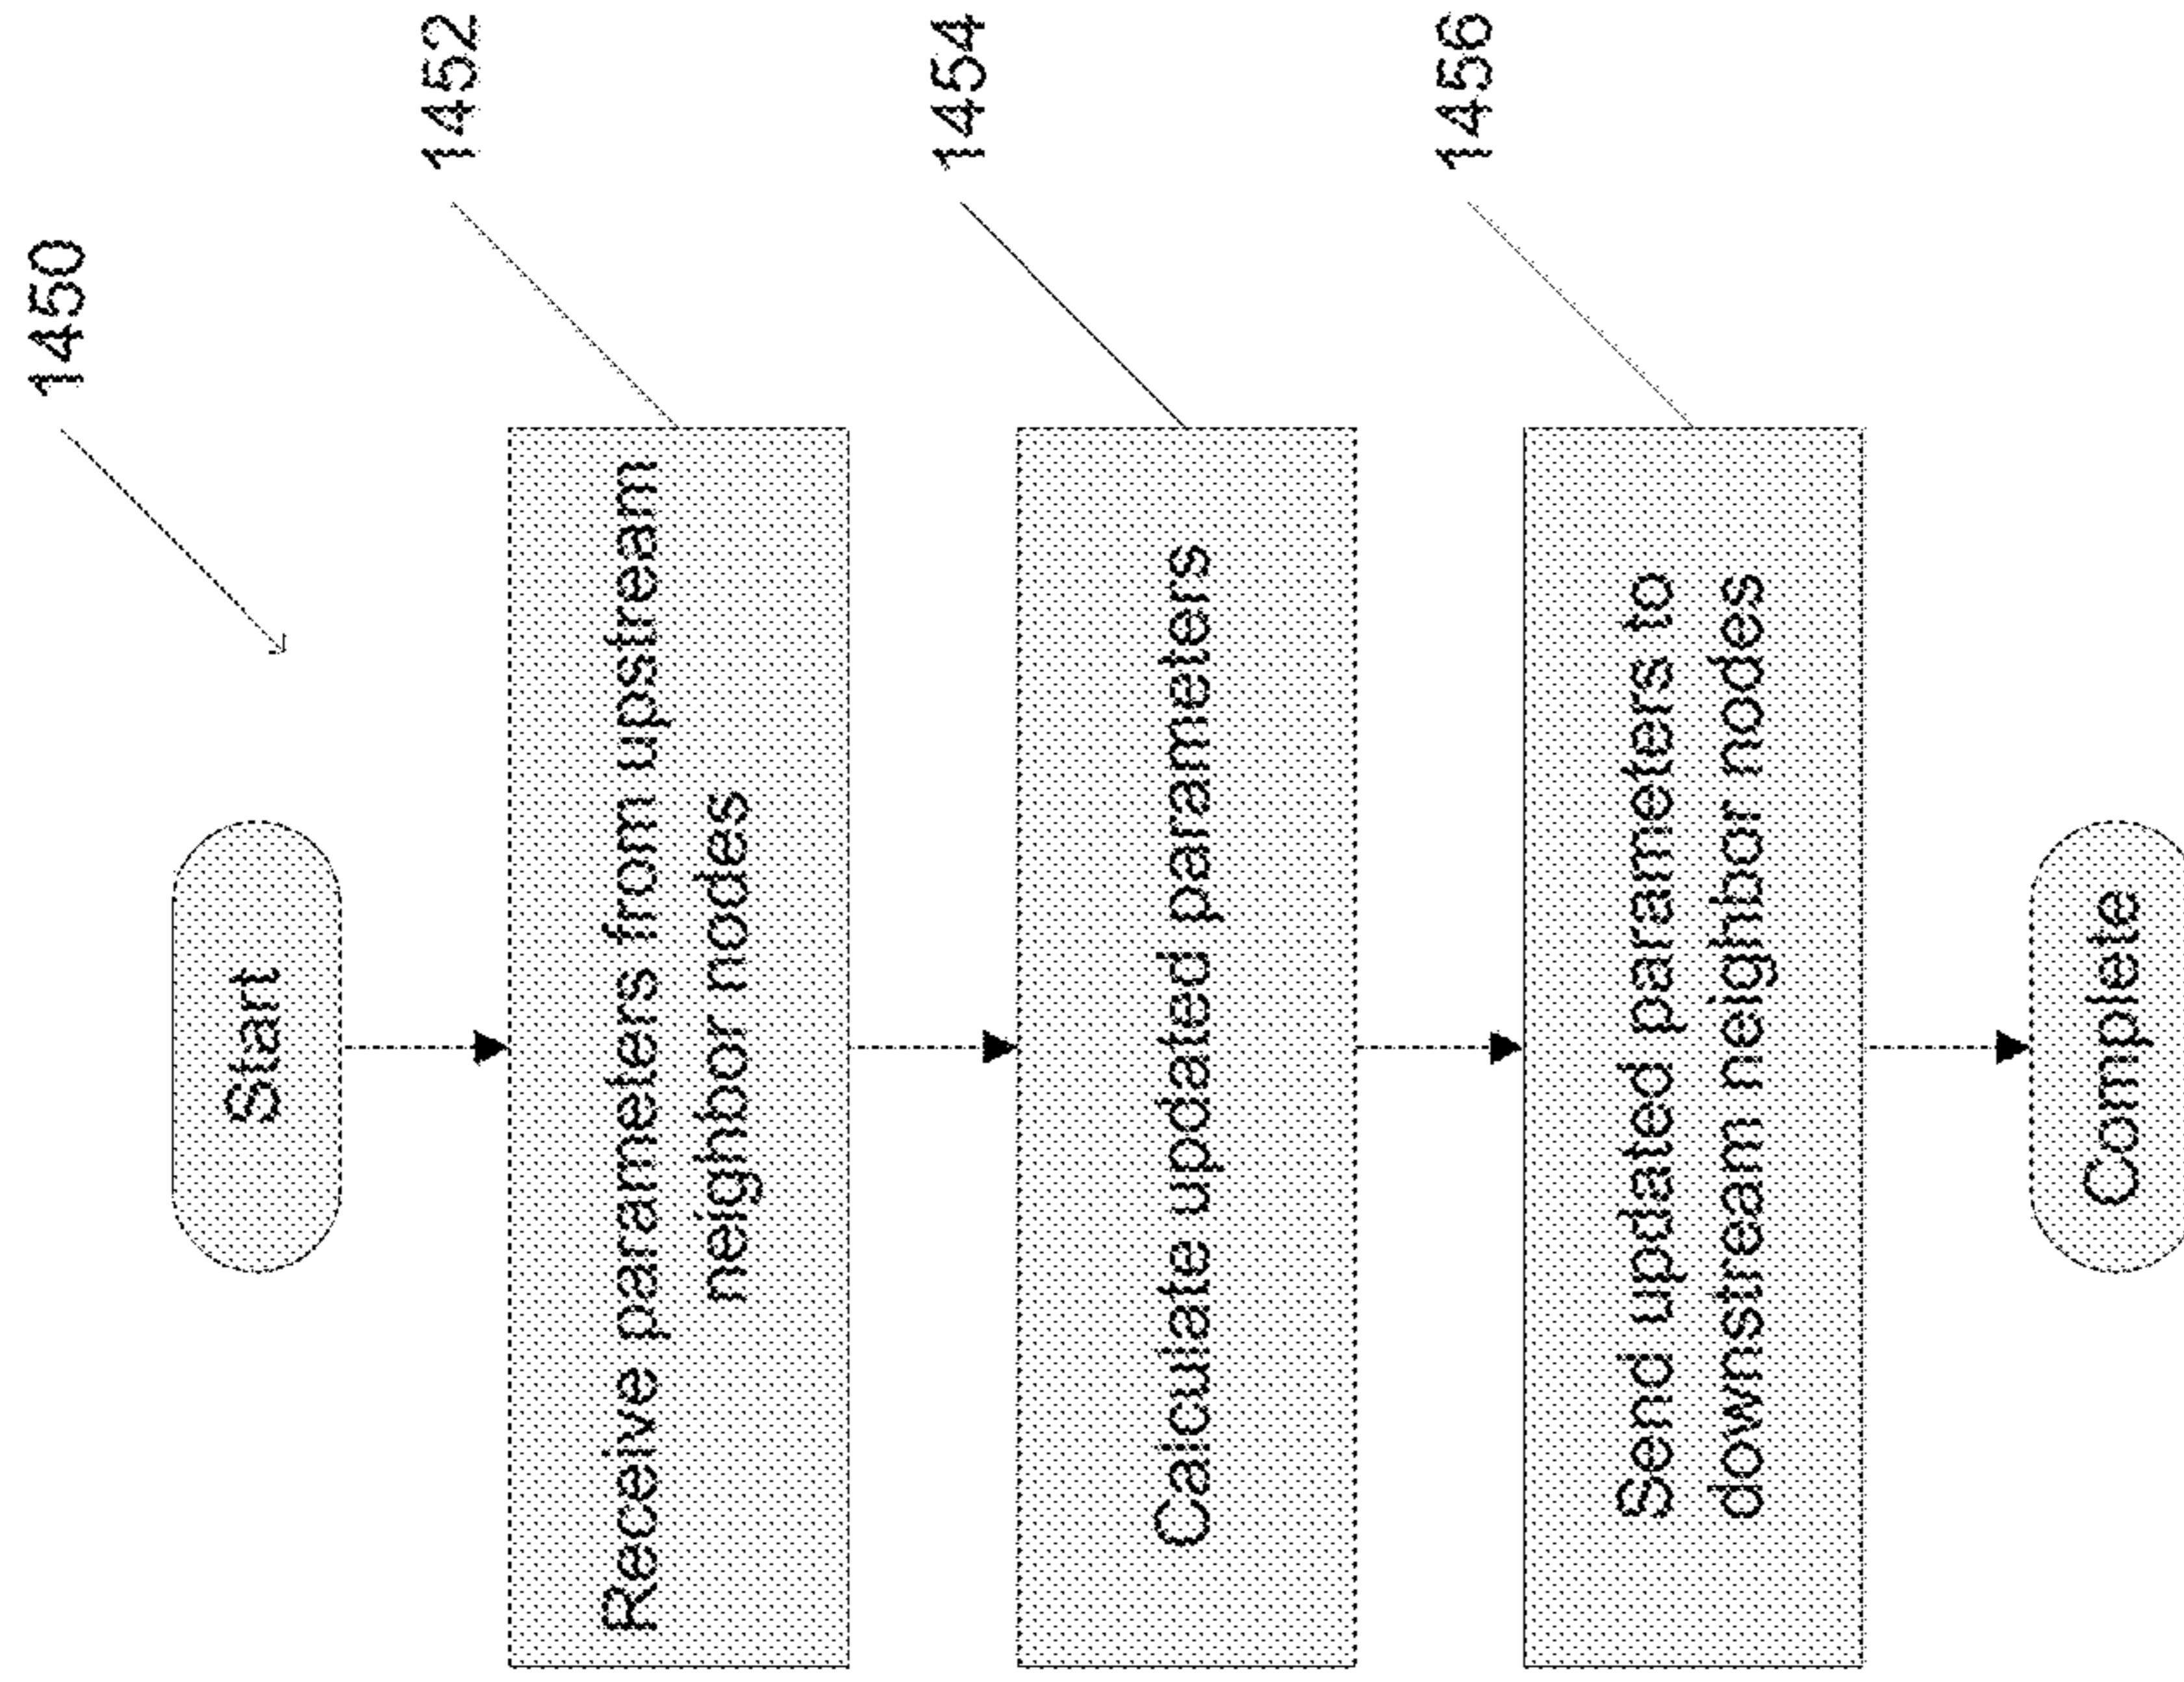 1450
Start
1452
Receive parameters from upstream
neighbor nodes
1454
Calculate updated parameters
1456
Send updated parameters to
downstream neighbor nodes
Complete